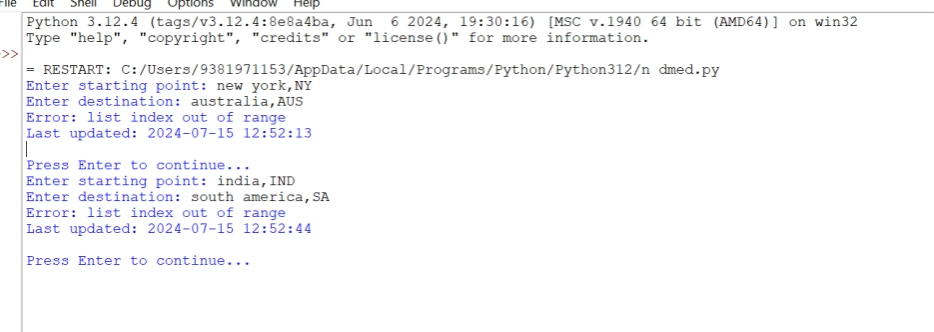 File Edit Shell Debug Options Window Help
Python 3.12.4 (tags/v3.12.4:8e8a4ba, Jun  6 2024, 19:30:16) [MSC v.1940 64 bit (AMD64)] on win32
Type "help", "copyright", "credits" or "license()" for more information.
>>>
= RESTART: C:/Users/9381971153/AppData/Local/Programs/Python/Python312/n dmed.py
Enter starting point: new york,NY
Enter destination: australia,AUS
Error: list index out of range
Last updated: 2024-07-15 12:52:13
Press Enter to continue...
Enter starting point: india,IND
Enter destination: south america,SA
Error: list index out of range
Last updated: 2024-07-15 12:52:44
Press Enter to continue...